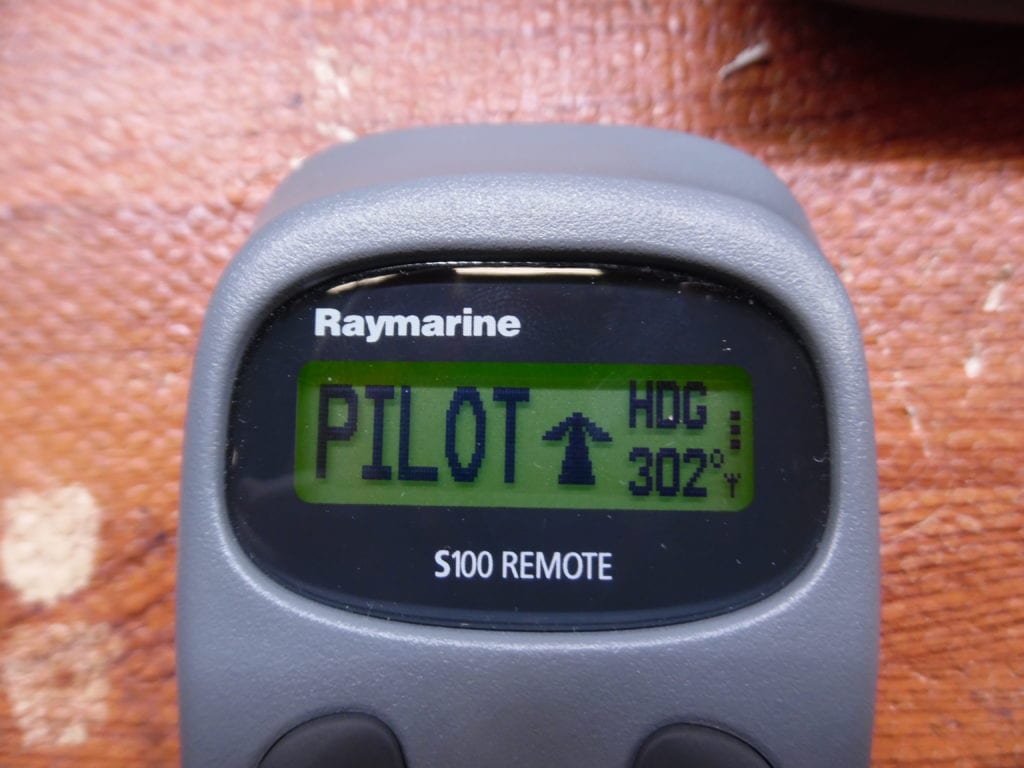 Raymarine
PILOT
HDG
302°
S100 REMOTE